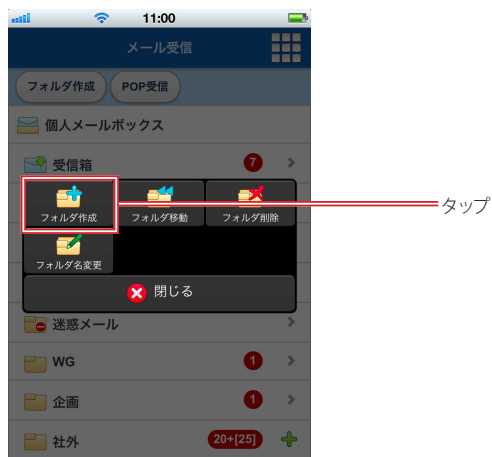 11:00
メール受信
フォルダ作成 POP受信
個人メールボックス
受信箱 7
フォルダ作成 フォルダ移動 フォルダ削除
タップ
フォルダ名変更
閉じる
迷惑メール
WG 1
企画 1
社外 20+[25]